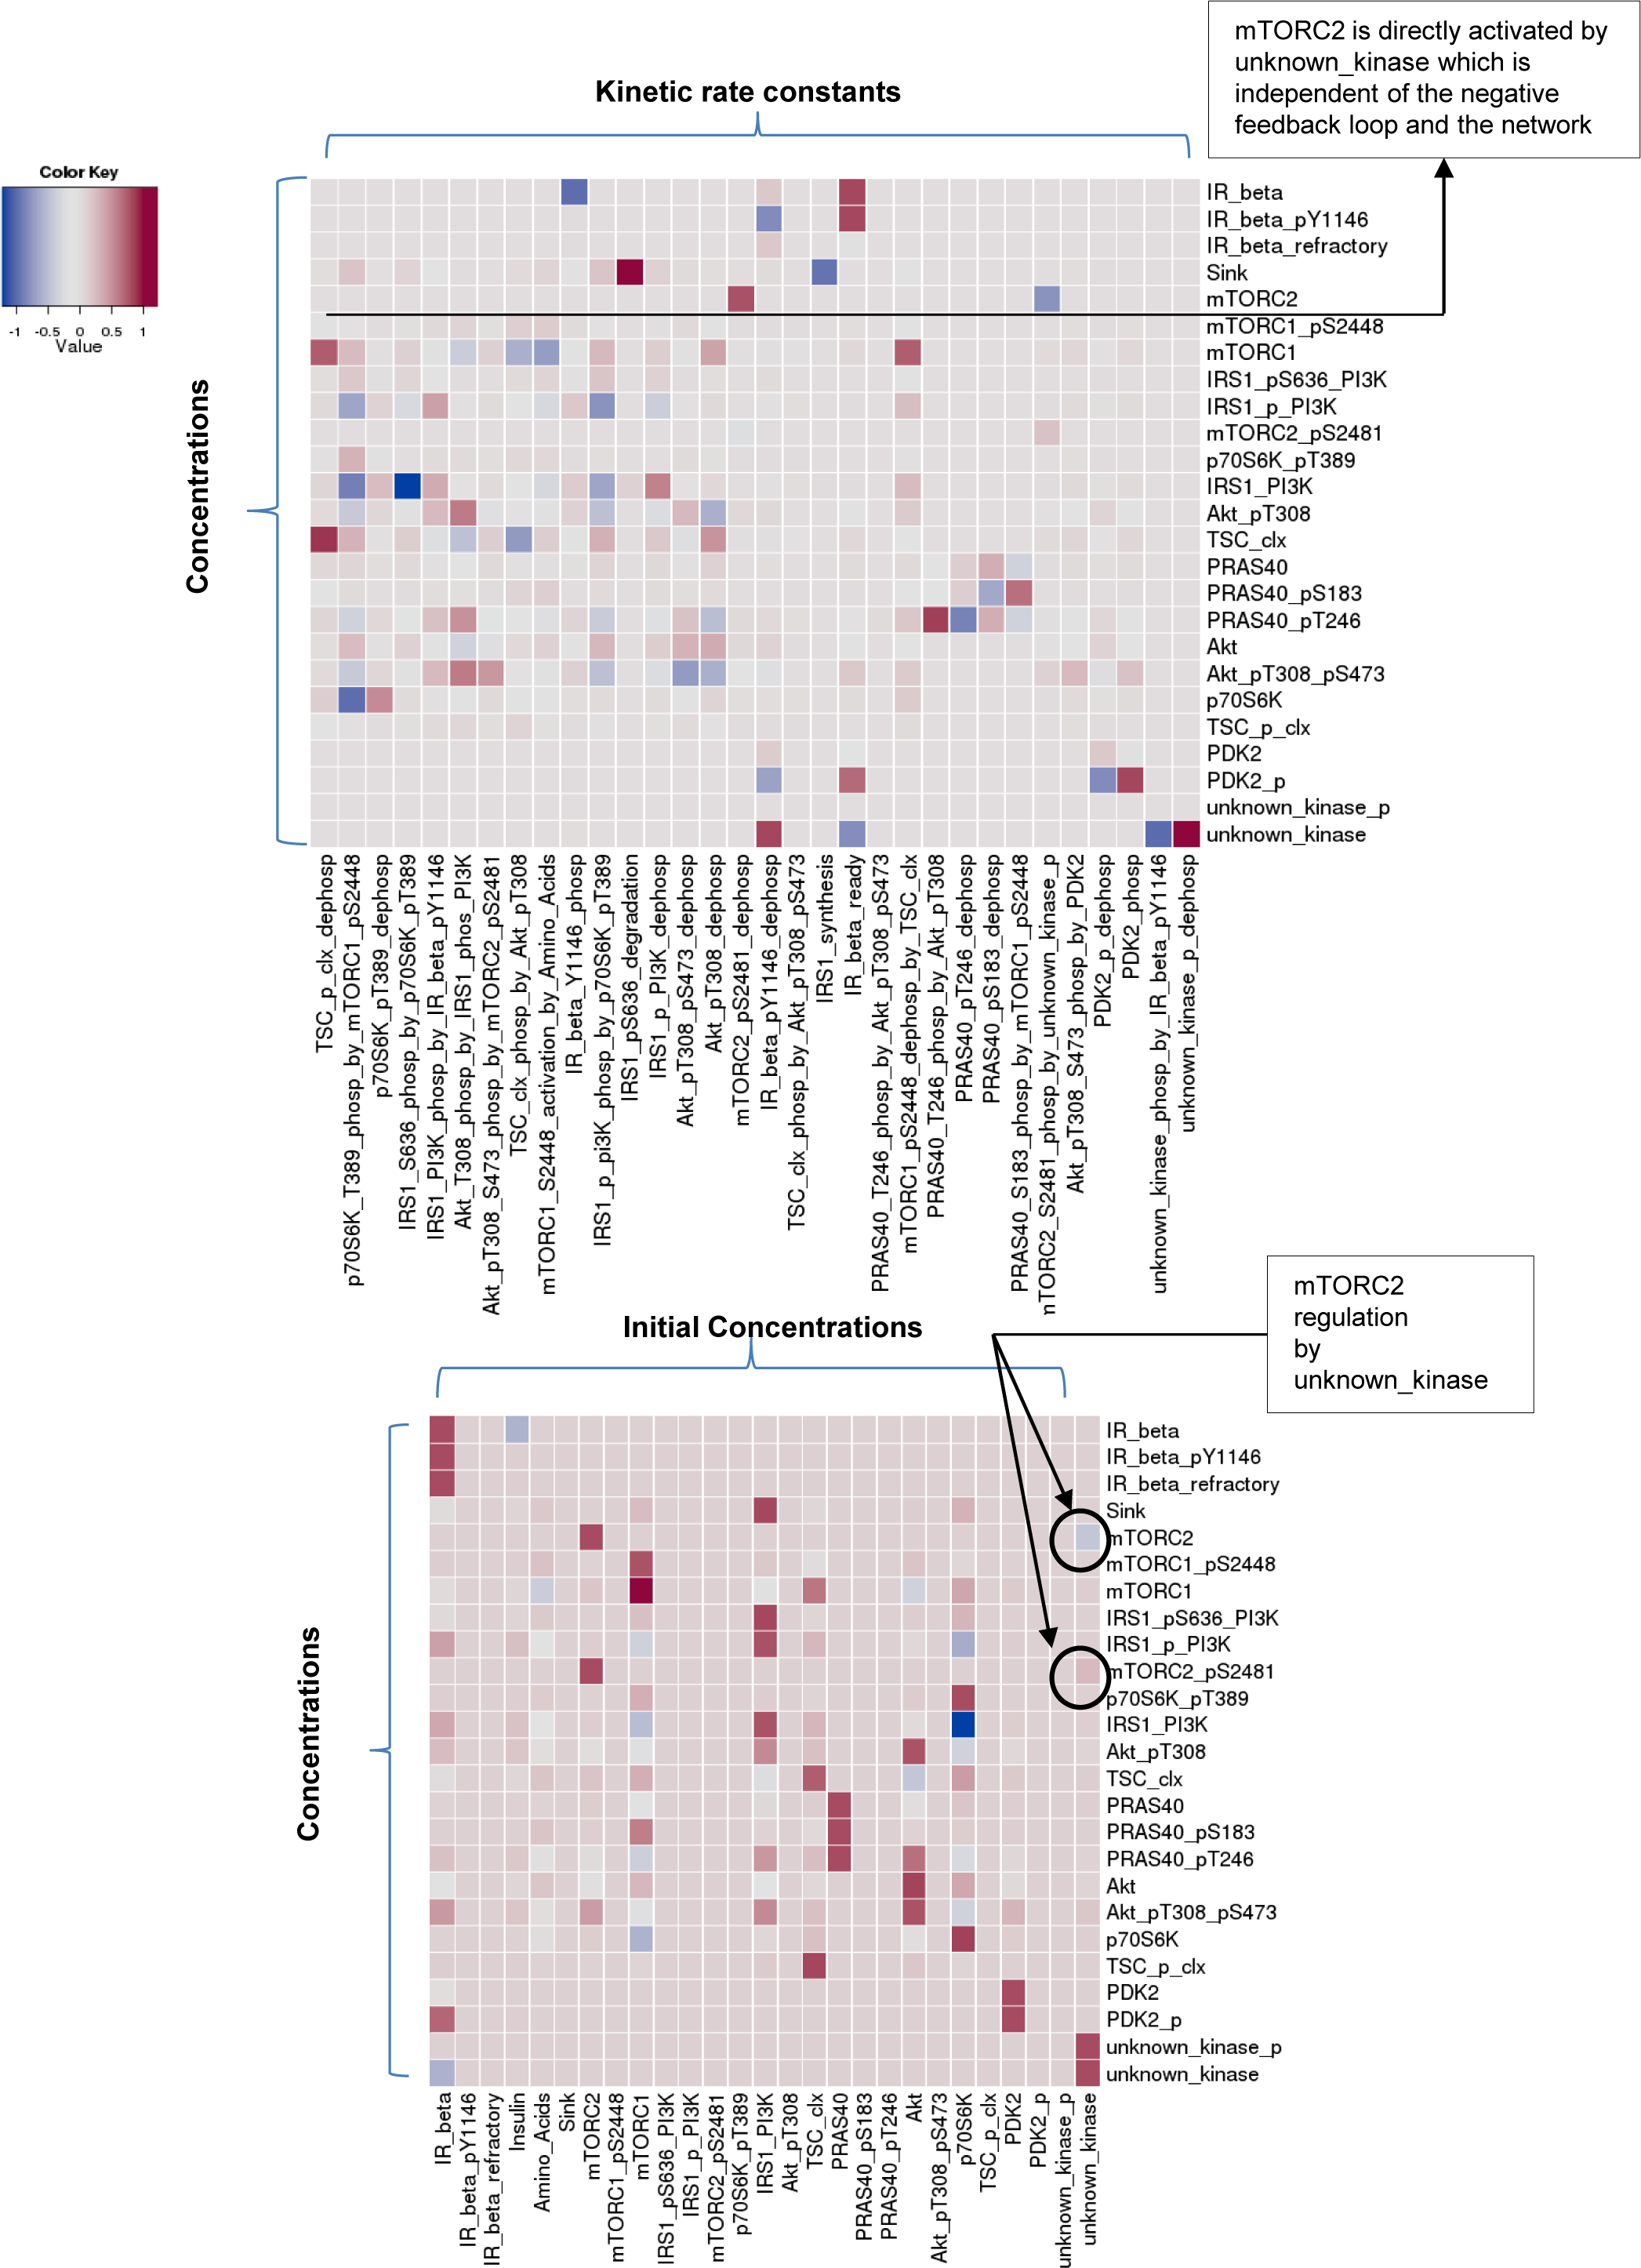 mTORC2 is directly activated by
unknown_kinase which is
independent of the negative
feedback loop and the network
Kinetic rate constants
Color Key
-1 -0.5 0 0.5 1
Value
Concentrations
IR_beta
IR_beta_pY1146
IR_beta_refractory
Sink
mTORC2
mTORC1_pS2448
mTORC1
IRS1_pS636_PI3K
IRS1_p_PI3K
mTORC2_pS2481
p70S6K_pT389
IRS1_PI3K
Akt_pT308
TSC_clx
PRAS40
PRAS40_pS183
PRAS40_pT246
Akt
Akt_pT308_pS473
p70S6K
TSC_p_clx
PDK2
PDK2_p
unknown_kinase_p
unknown_kinase
TSC_p_clx_dephosp
p70S6K_T389_phosp_by_mTORC1_pS2448
p70S6K_pT389_dephosp
IRS1_S636_phosp_by_p70S6K_pT389
IRS1_PI3K_phosp_by_IR_beta_pY1146
Akt_T308_phosp_by_IRS1_phos_PI3K
Akt_pT308_S473_phosp_by_mTORC2_pS2481
TSC_clx_phosp_by_Akt_pT308
mTORC1_S2448_activation_by_Amino_Acids
IR_beta_Y1146_phosp
IRS1_p_pi3K_phosp_by_p70S6K_pT389
IRS1_pS636_degradation
IRS1_p_PI3K_dephosp
Akt_pT308_pS473_dephosp
Akt_pT308_dephosp
mTORC2_pS2481_dephosp
IR_beta_pY1146_dephosp
TSC_clx_phosp_by_Akt_pT308_pS473
IRS1_synthesis
IR_beta_ready
PRAS40_T246_phosp_by_Akt_pT308_pS473
mTORC1_pS2448_dephosp_by_TSC_clx
PRAS40_T246_phosp_by_Akt_pT308
PRAS40_pT246_dephosp
PRAS40_pS183_dephosp
PRAS40_S183_phosp_by_mTORC1_pS2448
nTORC2_S2481_phosp_by_unknown_kinase_p
Akt_pT308_S473_phosp_by_PDK2
PDK2_p_dephosp
PDK2_phosp
unknown_kinase_phosp_by_IR_beta_pY1146
unknown_kinase_p_dephosp
mTORC2
regulation
by
unknown_kinase
Initial Concentrations
Concentrations
IR_beta
IR_beta_pY1146
IR_beta_refractory
Sink
mTORC2
mTORC1_pS2448
mTORC1
IRS1_pS636_PI3K
IRS1_p_PI3K
mTORC2_pS2481
p70S6K_pT389
IRS1_PI3K
Akt_pT308
TSC_clx
PRAS40
PRAS40_pS183
PRAS40_pT246
Akt
Akt_pT308_pS473
p70S6K
TSC_p_clx
PDK2
PDK2_p
unknown_kinase_p
unknown_kinase
IR_beta
IR_beta_pY1146
IR_beta_refractory
Insulin
Amino_Acids
Sink
mTORC2
mTORC1_pS2448
mTORC1
IRS1_pS636_PI3K
IRS1_p_PI3K
mTORC2_pS2481
p70S6K_pT389
IRS1_PI3K
Akt_pT308
TSC_clx
PRAS40
PRAS40_pS183
PRAS40_pT246
Akt
Akt_pT308_pS473
p70S6K
TSC_p_clx
PDK2
PDK2_p
unknown_kinase_p
unknown_kinase